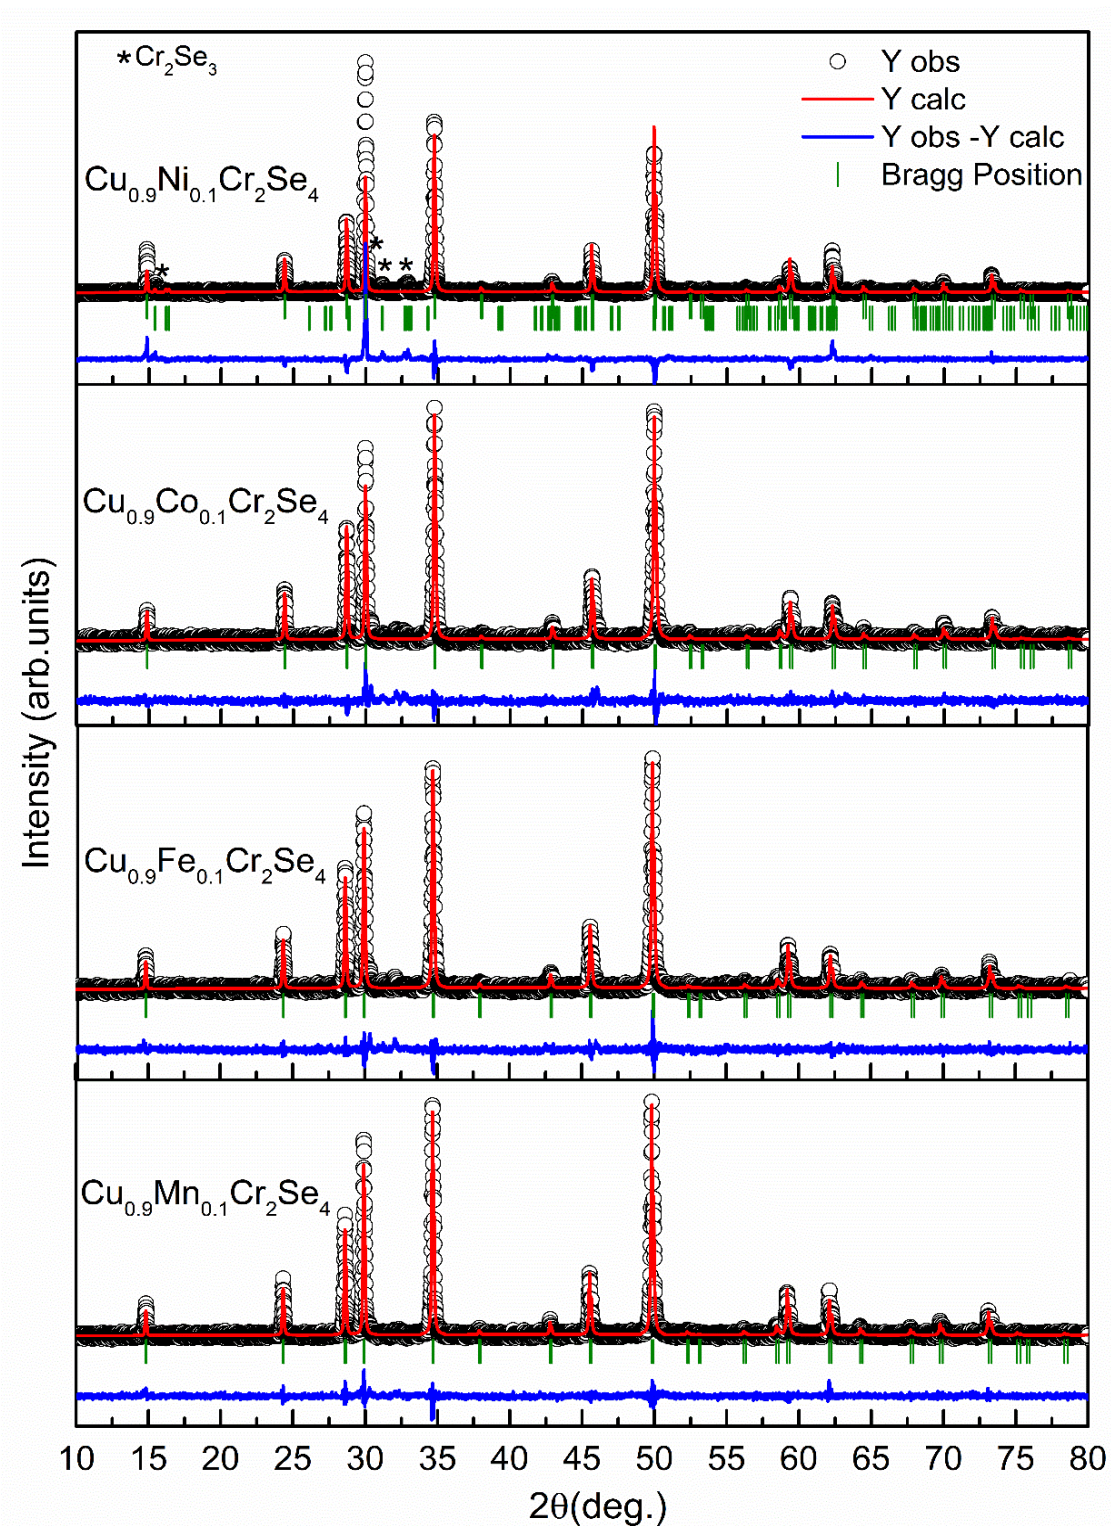 *Cr₂Se₃
Y obs
Y calc
Y obs -Y calc
Bragg Position
Cu₀.₉Ni₀.₁Cr₂Se₄
*
*
*
*
Cu₀.₉Co₀.₁Cr₂Se₄
Cu₀.₉Fe₀.₁Cr₂Se₄
Cu₀.₉Mn₀.₁Cr₂Se₄
Intensity (arb.units)
10 15 20 25 30 35 40 45 50 55 60 65 70 75 80
2θ(deg.)